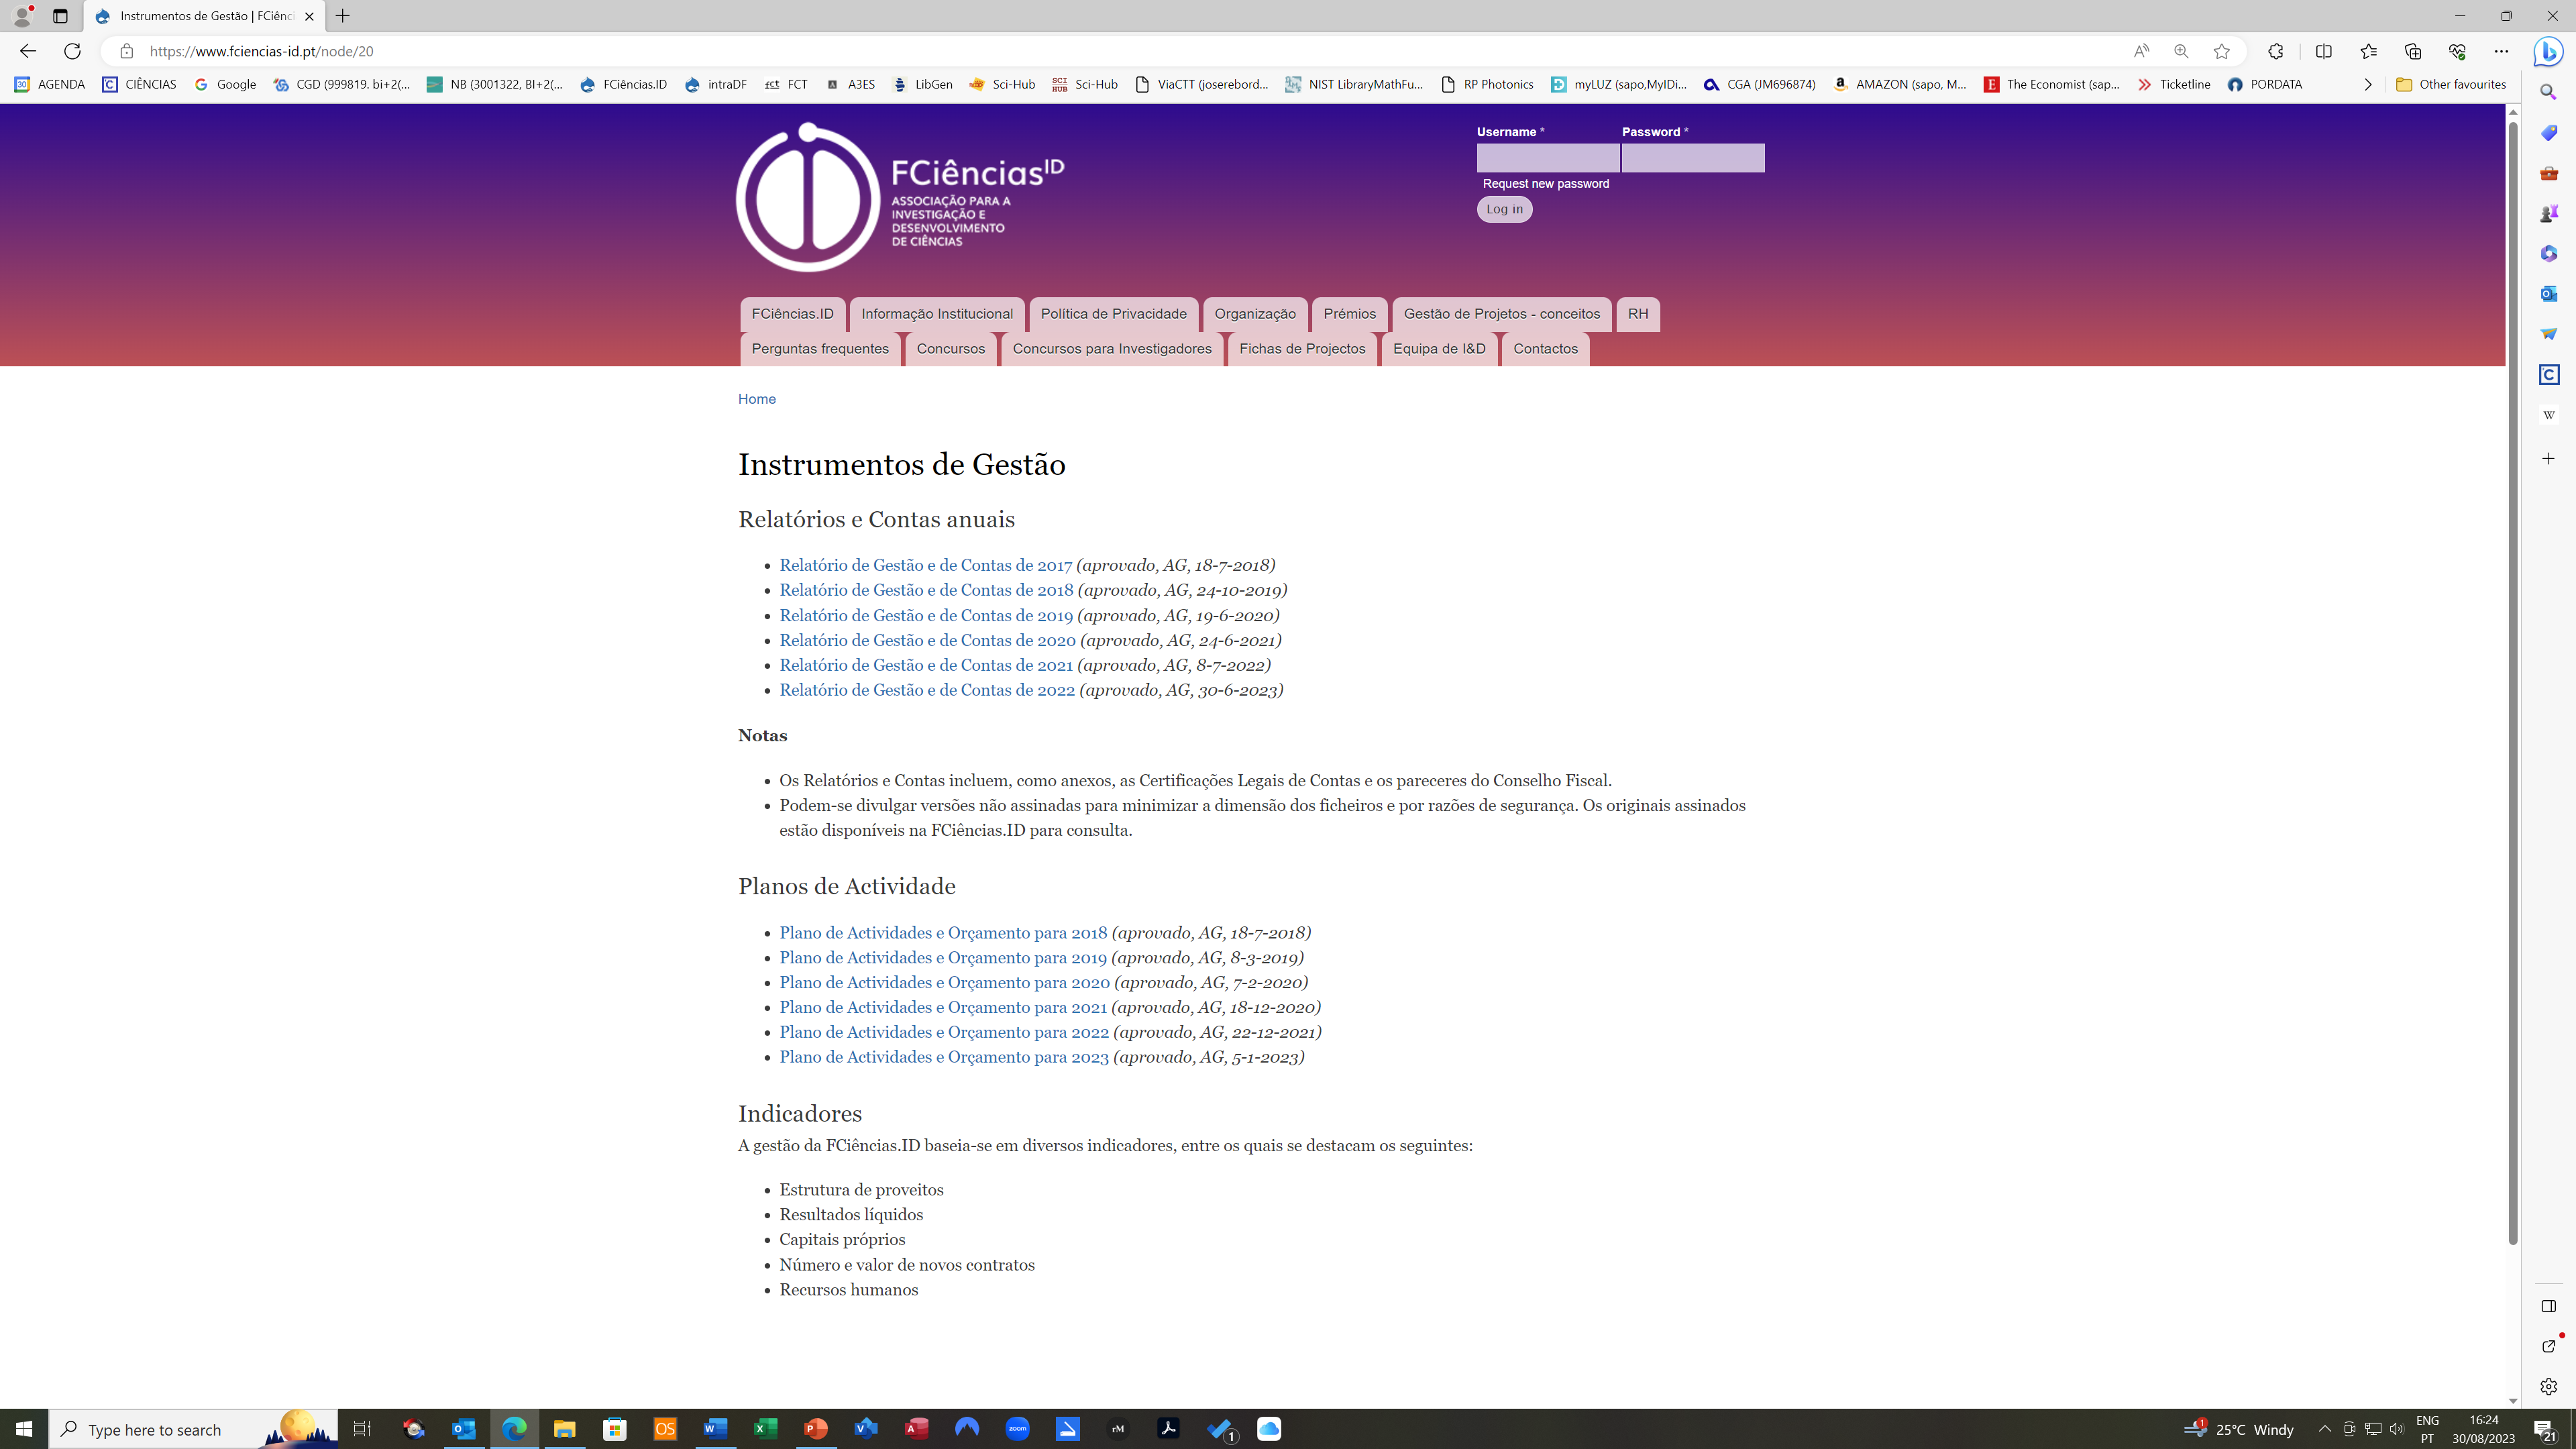 Instrumentos de Gestão | FCiênci
https://www.fciencias-id.pt/node/20
AGENDA CIÊNCIAS Google CGD (999819. bi+2(... NB (3001322, BI+2(... FCiências.ID intraDF FCT A3ES LibGen Sci-Hub Sci-Hub ViaCTT (joserebord... NIST LibraryMathFu... RP Photonics myLUZ (sapo,MyIDi... CGA (JM696874) AMAZON (sapo, M... The Economist (sap... Ticketline PORDATA Other favourites
FCiências ID
ASSOCIAÇÃO PARA A
INVESTIGAÇÃO E
DESENVOLVIMENTO
DE CIÊNCIAS
Username * Password *
Request new password
Log in
FCiências.ID Informação Institucional Política de Privacidade Organização Prémios Gestão de Projetos - conceitos RH
Perguntas frequentes Concursos Concursos para Investigadores Fichas de Projectos Equipa de I&D Contactos
Home
Instrumentos de Gestão
Relatórios e Contas anuais
• Relatório de Gestão e de Contas de 2017 (aprovado, AG, 18-7-2018)
• Relatório de Gestão e de Contas de 2018 (aprovado, AG, 24-10-2019)
• Relatório de Gestão e de Contas de 2019 (aprovado, AG, 19-6-2020)
• Relatório de Gestão e de Contas de 2020 (aprovado, AG, 24-6-2021)
• Relatório de Gestão e de Contas de 2021 (aprovado, AG, 8-7-2022)
• Relatório de Gestão e de Contas de 2022 (aprovado, AG, 30-6-2023)
Notas
• Os Relatórios e Contas incluem, como anexos, as Certificações Legais de Contas e os pareceres do Conselho Fiscal.
• Podem-se divulgar versões não assinadas para minimizar a dimensão dos ficheiros e por razões de segurança. Os originais assinados
estão disponíveis na FCiências.ID para consulta.
Planos de Actividade
• Plano de Actividades e Orçamento para 2018 (aprovado, AG, 18-7-2018)
• Plano de Actividades e Orçamento para 2019 (aprovado, AG, 8-3-2019)
• Plano de Actividades e Orçamento para 2020 (aprovado, AG, 7-2-2020)
• Plano de Actividades e Orçamento para 2021 (aprovado, AG, 18-12-2020)
• Plano de Actividades e Orçamento para 2022 (aprovado, AG, 22-12-2021)
• Plano de Actividades e Orçamento para 2023 (aprovado, AG, 5-1-2023)
Indicadores
A gestão da FCiências.ID baseia-se em diversos indicadores, entre os quais se destacam os seguintes:
• Estrutura de proveitos
• Resultados líquidos
• Capitais próprios
• Número e valor de novos contratos
• Recursos humanos
Type here to search
25°C Windy
ENG
PT
16:24
30/08/2023
21